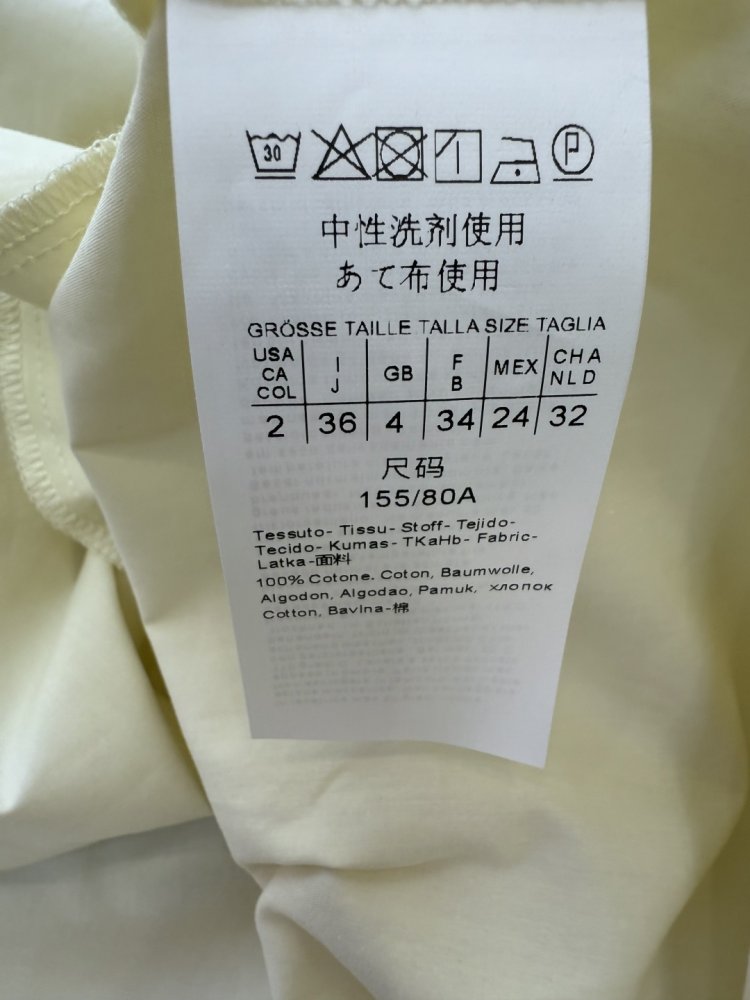 30
P
中性洗剂使用
あて布使用
GRÖSSE TAILLE TALLA SIZE TAGLIA
USA CA COL
I J
GB
F B
MEX
CHA NLD
2 36 4 34 24 32
尺码
155/80A
Tessuto- Tissu- Stoff- Tejido-
Tecido- Kumas- TKaHb- Fabric-
Latka-面料
100% Cotone. Coton, Baumwolle,
Algodon, Algodao, Pamuk, хлопок
Cotton, Bavlna-棉